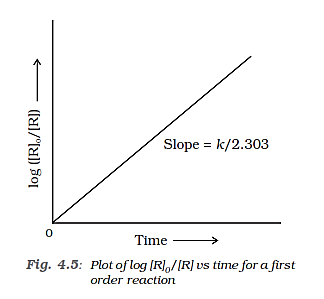 log ([R]₀/[R])
Slope = k/2.303
0
Time
Fig. 4.5: Plot of log [R]₀/[R] vs time for a first
order reaction